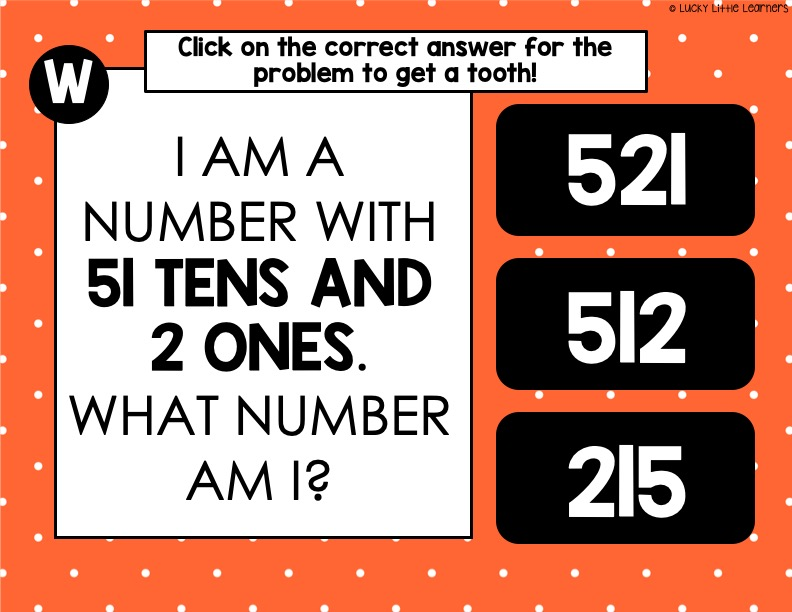 © Lucky Little Learners
Click on the correct answer for the
problem to get a tooth!
W
I AM A
NUMBER WITH
51 TENS AND
2 ONES.
WHAT NUMBER
AM I?
521
512
215